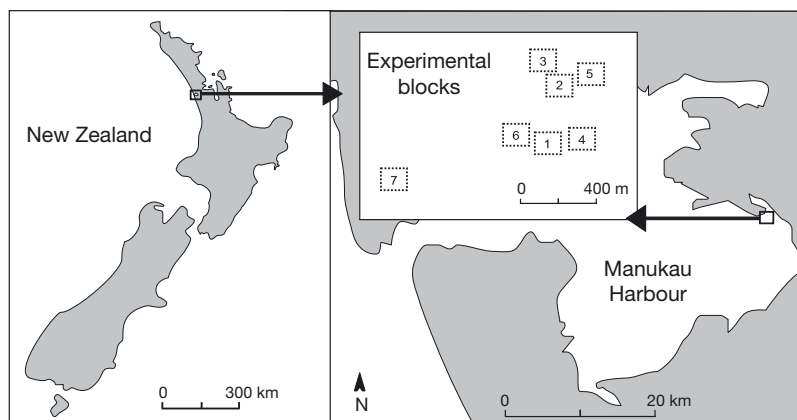 New Zealand
0 300 km
Experimental
blocks
3
5
2
6
1
4
7
0 400 m
Manukau
Harbour
N
0 20 km